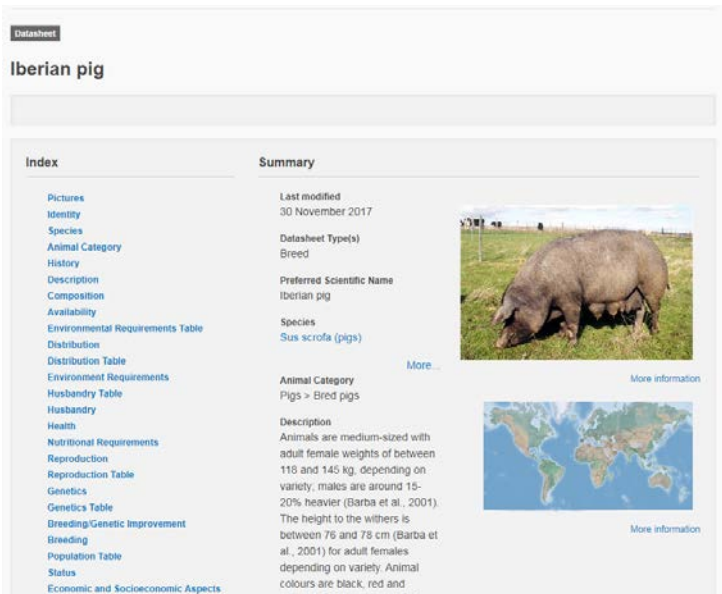 Datasheet
Iberian pig
Index
Pictures
Identity
Species
Animal Category
History
Description
Composition
Availability
Environmental Requirements Table
Distribution
Distribution Table
Environment Requirements
Husbandry Table
Husbandry
Health
Nutritional Requirements
Reproduction
Reproduction Table
Genetics
Genetics Table
Breeding/Genetic Improvement
Breeding
Population Table
Status
Economic and Socioeconomic Aspects
Summary
Last modified
30 November 2017
Datasheet Type(s)
Breed
Preferred Scientific Name
Iberian pig
Species
Sus scrofa (pigs)
More...
Animal Category
Pigs > Bred pigs
Description
Animals are medium-sized with
adult female weights of between
118 and 145 kg, depending on
variety; males are around 15-
20% heavier (Barba et al., 2001).
The height to the withers is
between 76 and 78 cm (Barba et
al., 2001) for adult females
depending on variety. Animal
colours are black, red and
More information
More information